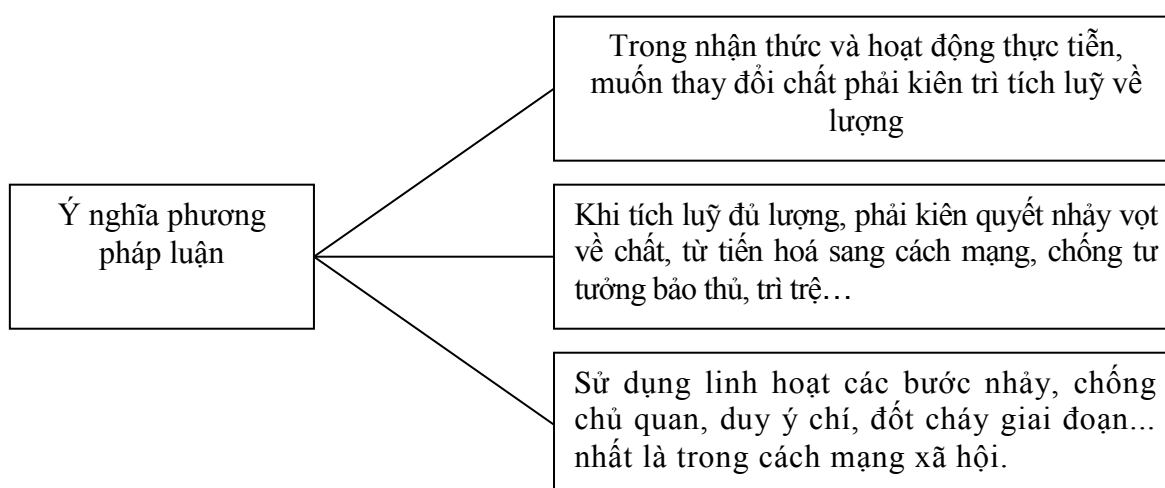 Trong nhận thức và hoạt động thực tiễn,
muốn thay đổi chất phải kiên trì tích luỹ về
lượng
Ý nghĩa phương
pháp luận
Khi tích luỹ đủ lượng, phải kiên quyết nhảy vọt
về chất, từ tiến hoá sang cách mạng, chống tư
tưởng bảo thủ, trì trệ…
Sử dụng linh hoạt các bước nhảy, chống
chủ quan, duy ý chí, đốt cháy giai đoạn...
nhất là trong cách mạng xã hội.